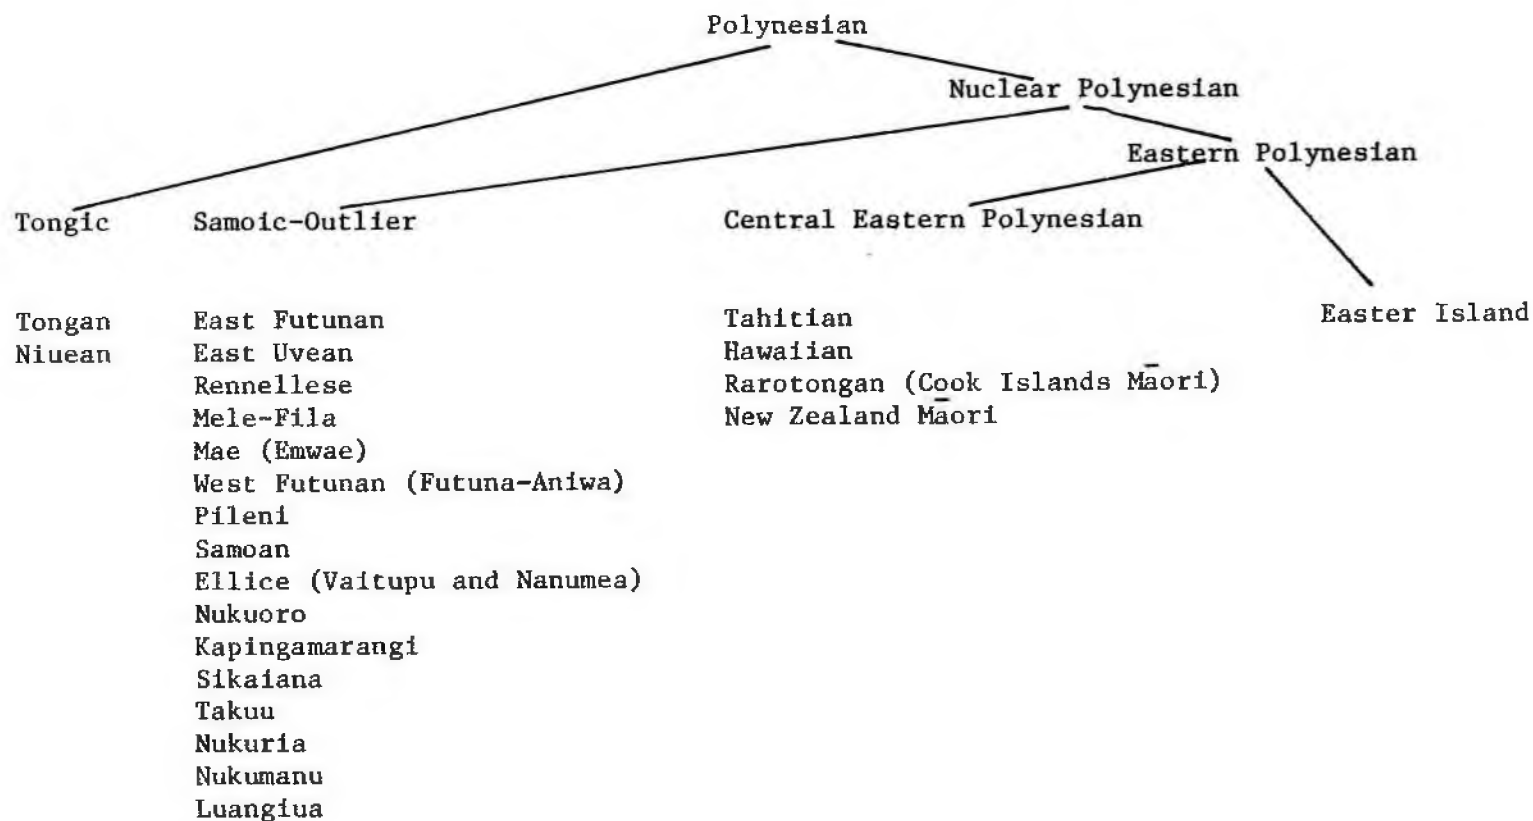 Polynesian
Nuclear Polynesian
Eastern Polynesian
Tongic Samoic-Outlier Central Eastern Polynesian
Tongan East Futunan Tahitian Easter Island
Niuean East Uvean Hawaiian
Rennellese Rarotongan (Cook Islands Māori)
Mele-Fila New Zealand Māori
Mae (Emwae)
West Futunan (Futuna-Aniwa)
Pileni
Samoan
Ellice (Vaitupu and Nanumea)
Nukuoro
Kapingamarangi
Sikaiana
Takuu
Nukuria
Nukumanu
Luangiua